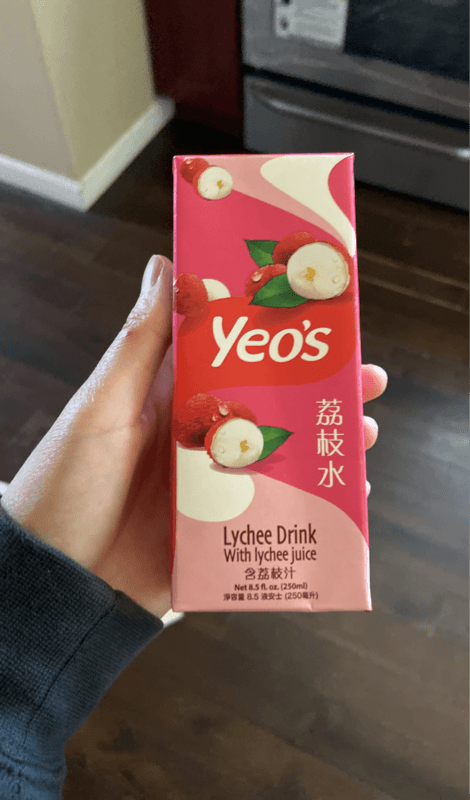 Yeo's
荔枝水
Lychee Drink
With lychee juice
含荔枝汁
Net 8.5 fl. oz. (250ml)
淨容量 8.5 液安士 (250毫升)